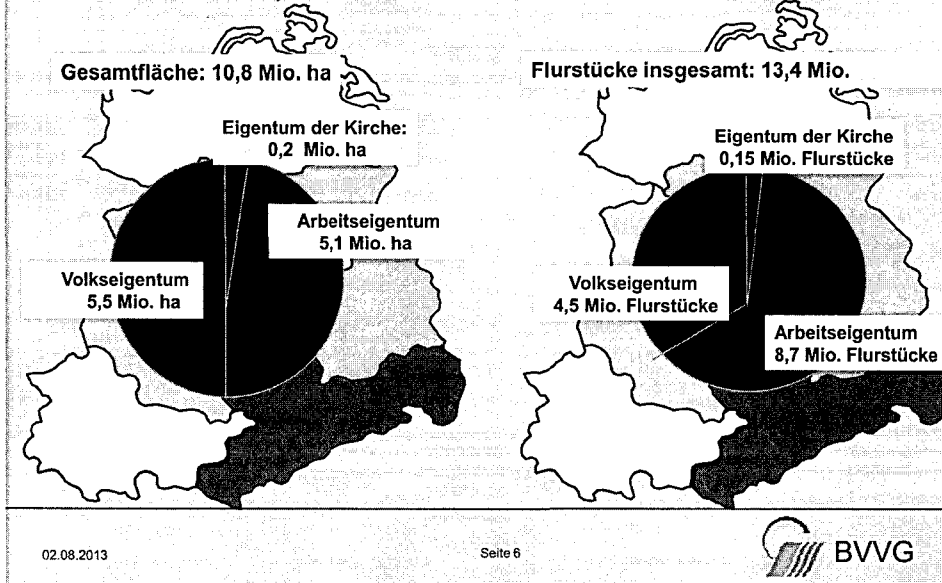 Gesamtfläche: 10,8 Mio. ha
Eigentum der Kirche:
0,2 Mio. ha
Arbeitseigentum
5,1 Mio. ha
Volkseigentum
5,5 Mio. ha
Flurstücke insgesamt: 13,4 Mio.
Eigentum der Kirche
0,15 Mio. Flurstücke
Volkseigentum
4,5 Mio. Flurstücke
Arbeitseigentum
8,7 Mio. Flurstücke
02.08.2013
Seite 6
BVVG